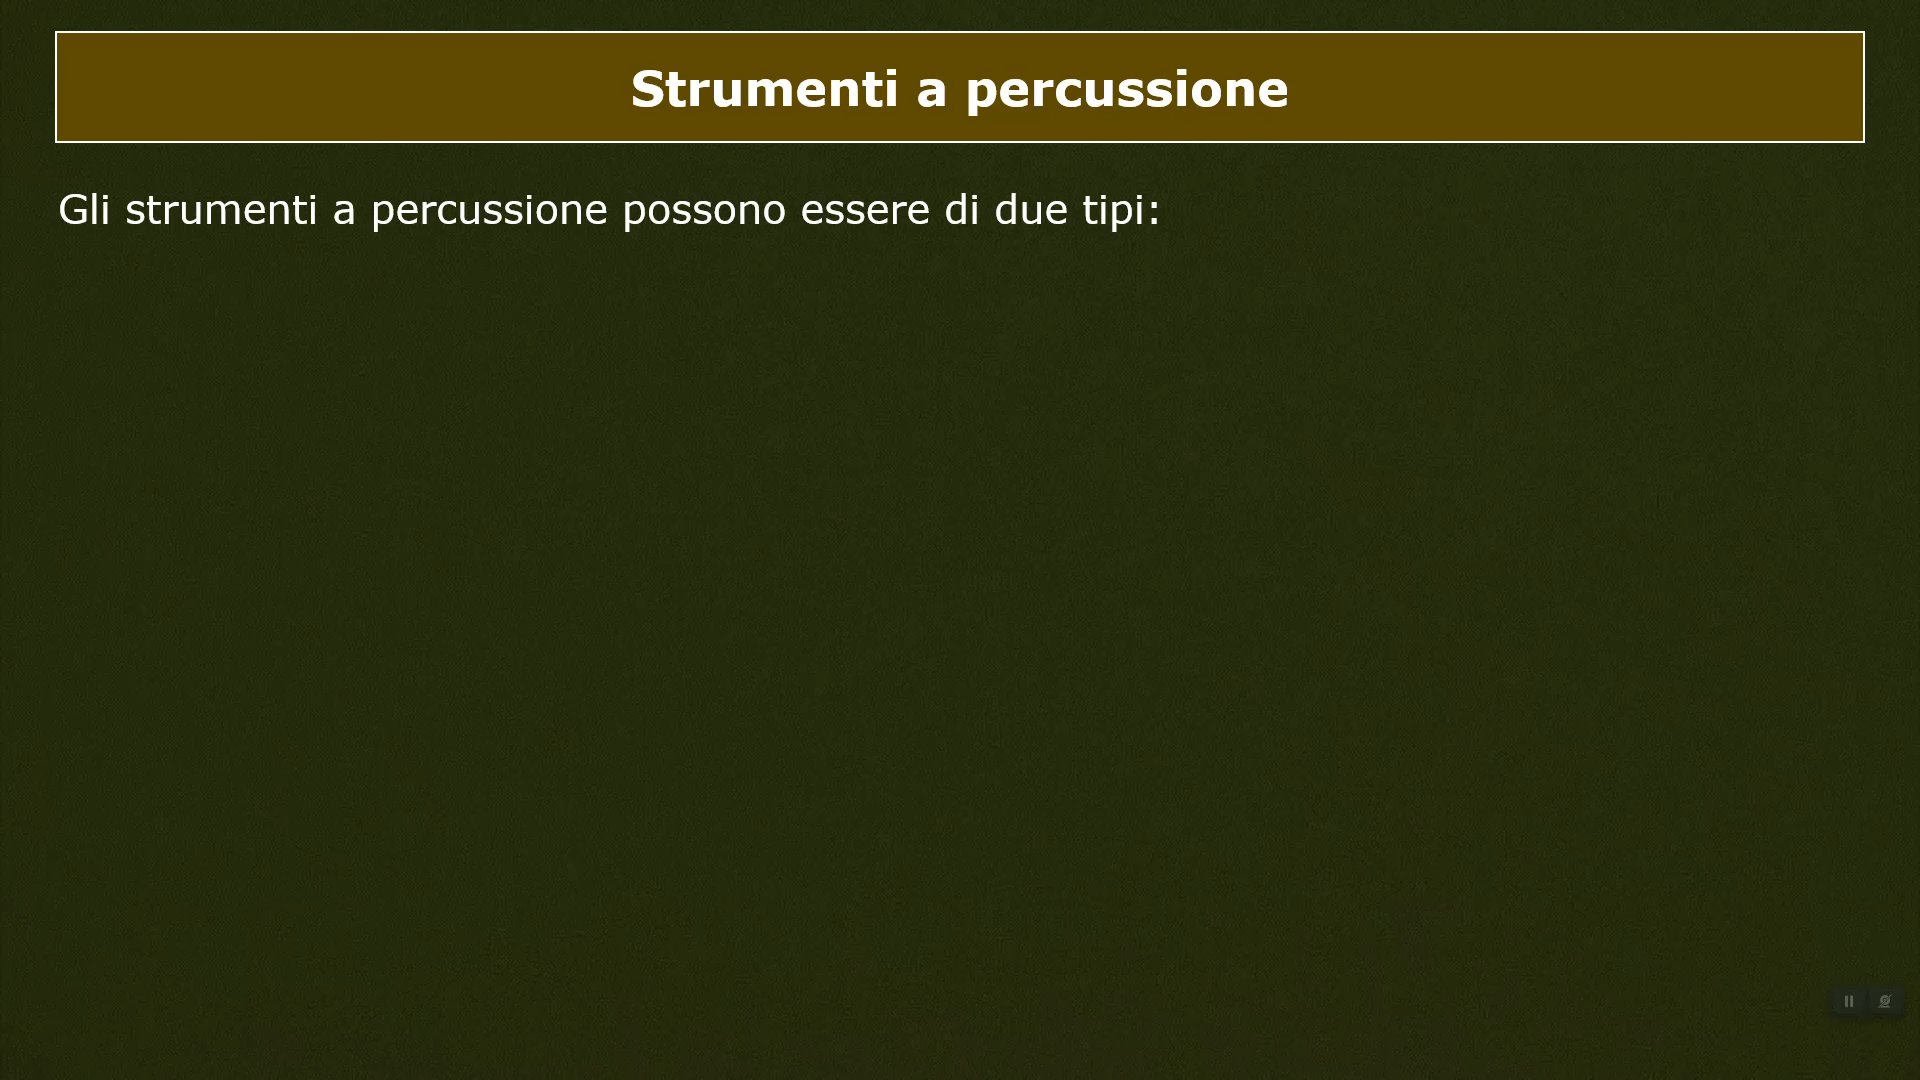 Strumenti a percussione
Gli strumenti a percussione possono essere di due tipi: